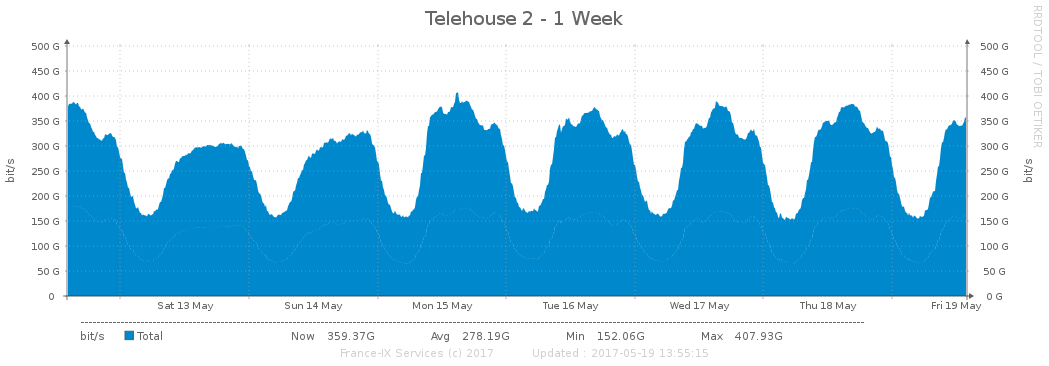 Telehouse 2 - 1 Week
RRDTOOL / TOBI OETIKER
500 G 500 G
450 G 450 G
400 G 400 G
350 G 350 G
300 G 300 G
250 G 250 G
200 G 200 G
150 G 150 G
100 G 100 G
50 G 50 G
0 0 G
bit/s bit/s
Sat 13 May Sun 14 May Mon 15 May Tue 16 May Wed 17 May Thu 18 May Fri 19 May
bit/s Total Now 359.37G Avg 278.19G Min 152.06G Max 407.93G
France-IX Services (c) 2017 Updated : 2017-05-19 13:55:15